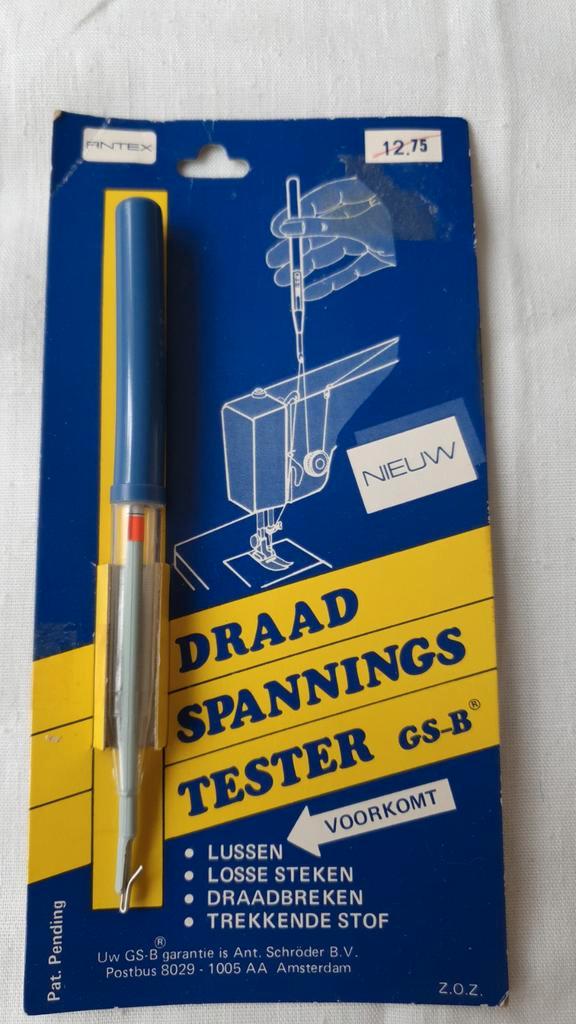 FINTEX
12.75
NIEUW
DRAAD
SPANNINGS
TESTER GS-B®
VOORKOMT
• LUSSEN
• LOSSE STEKEN
• DRAADBREKEN
• TREKKENDE STOF
Pat. Pending
Uw GS-B® garantie is Ant. Schröder B.V.
Postbus 8029 - 1005 AA Amsterdam
Z.O.Z.